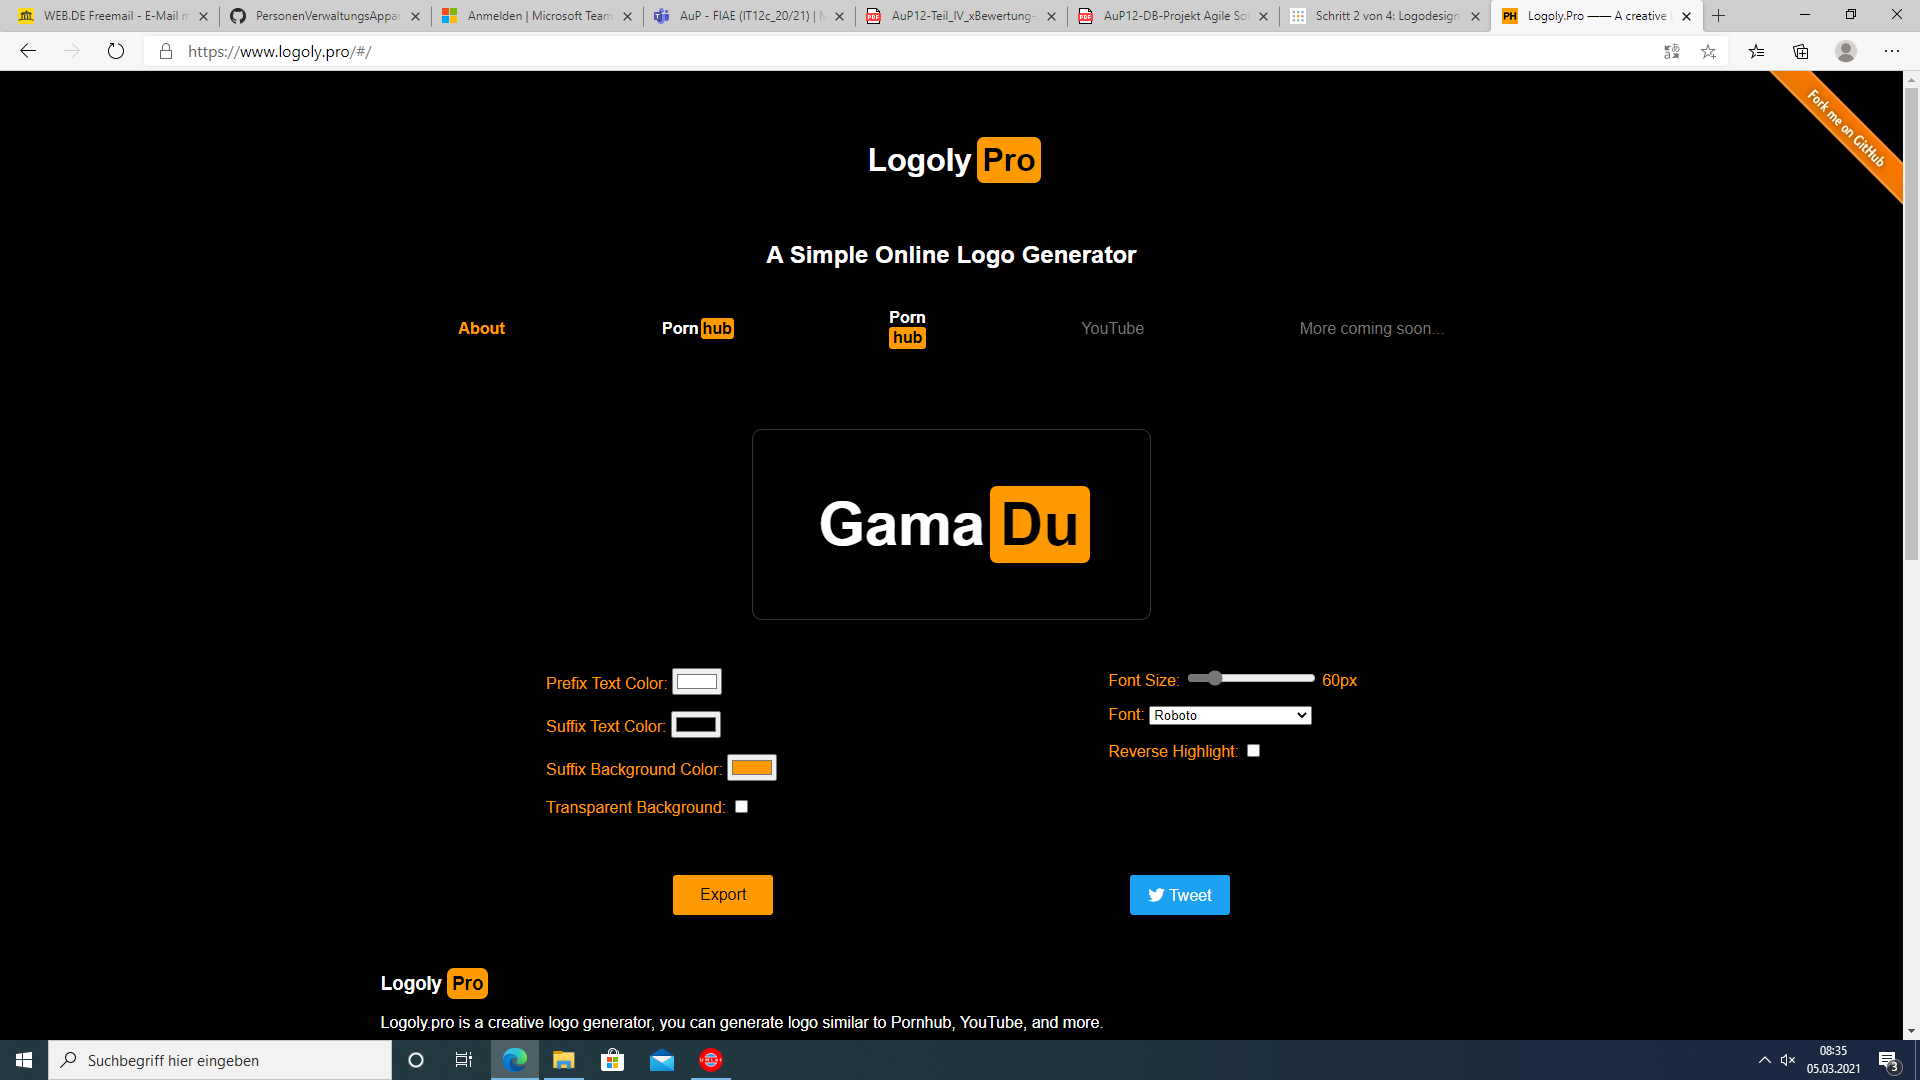 WEB.DE Freemail - E-Mail m
PersonenVerwaltungsAppar
Anmelden | Microsoft Team
AuP - FIAE (IT12c_20/21) | M
AuP12-Teil_IV_xBewertung-
AuP12-DB-Projekt Agile Sof
Schritt 2 von 4: Logodesign
PH Logoly.Pro —— A creative
https://www.logoly.pro/#/
Fork me on GitHub
Logoly Pro
A Simple Online Logo Generator
About
Porn hub
Porn
hub
YouTube
More coming soon...
Gama Du
Prefix Text Color:
Suffix Text Color:
Suffix Background Color:
Transparent Background:
Font Size: 60px
Font: Roboto
Reverse Highlight:
Export
Tweet
Logoly Pro
Logoly.pro is a creative logo generator, you can generate logo similar to Pornhub, YouTube, and more.
Suchbegriff hier eingeben
08:35
05.03.2021
3